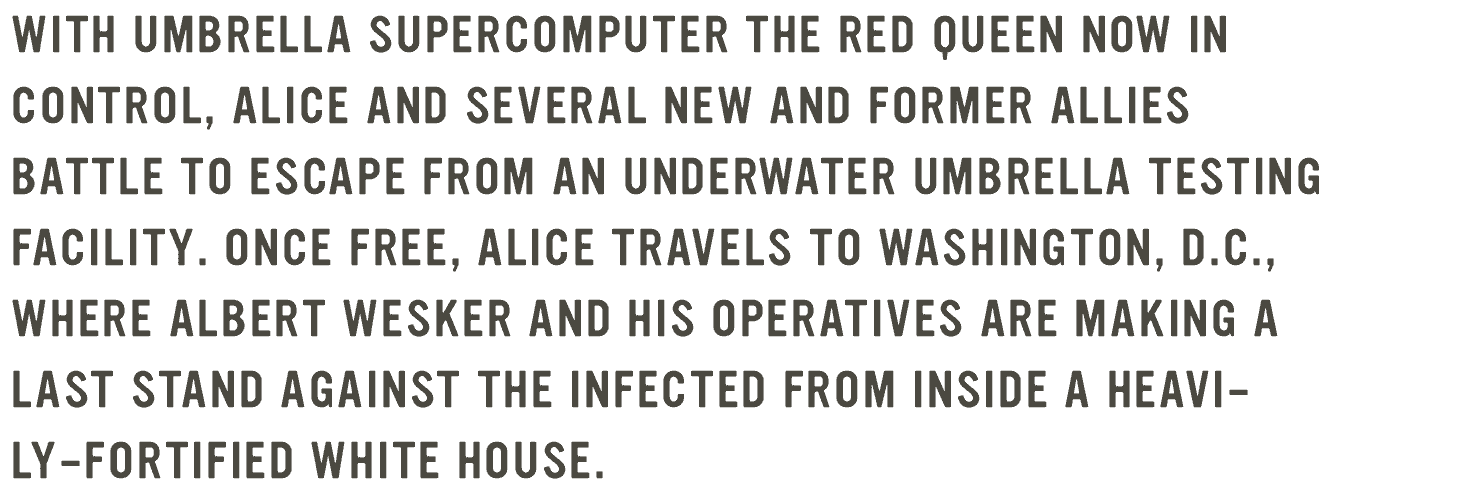 WITH UMBRELLA SUPERCOMPUTER THE RED QUEEN NOW IN
CONTROL, ALICE AND SEVERAL NEW AND FORMER ALLIES
BATTLE TO ESCAPE FROM AN UNDERWATER UMBRELLA TESTING
FACILITY. ONCE FREE, ALICE TRAVELS TO WASHINGTON, D.C.,
WHERE ALBERT WESKER AND HIS OPERATIVES ARE MAKING A
LAST STAND AGAINST THE INFECTED FROM INSIDE A HEAVI–
LY–FORTIFIED WHITE HOUSE.